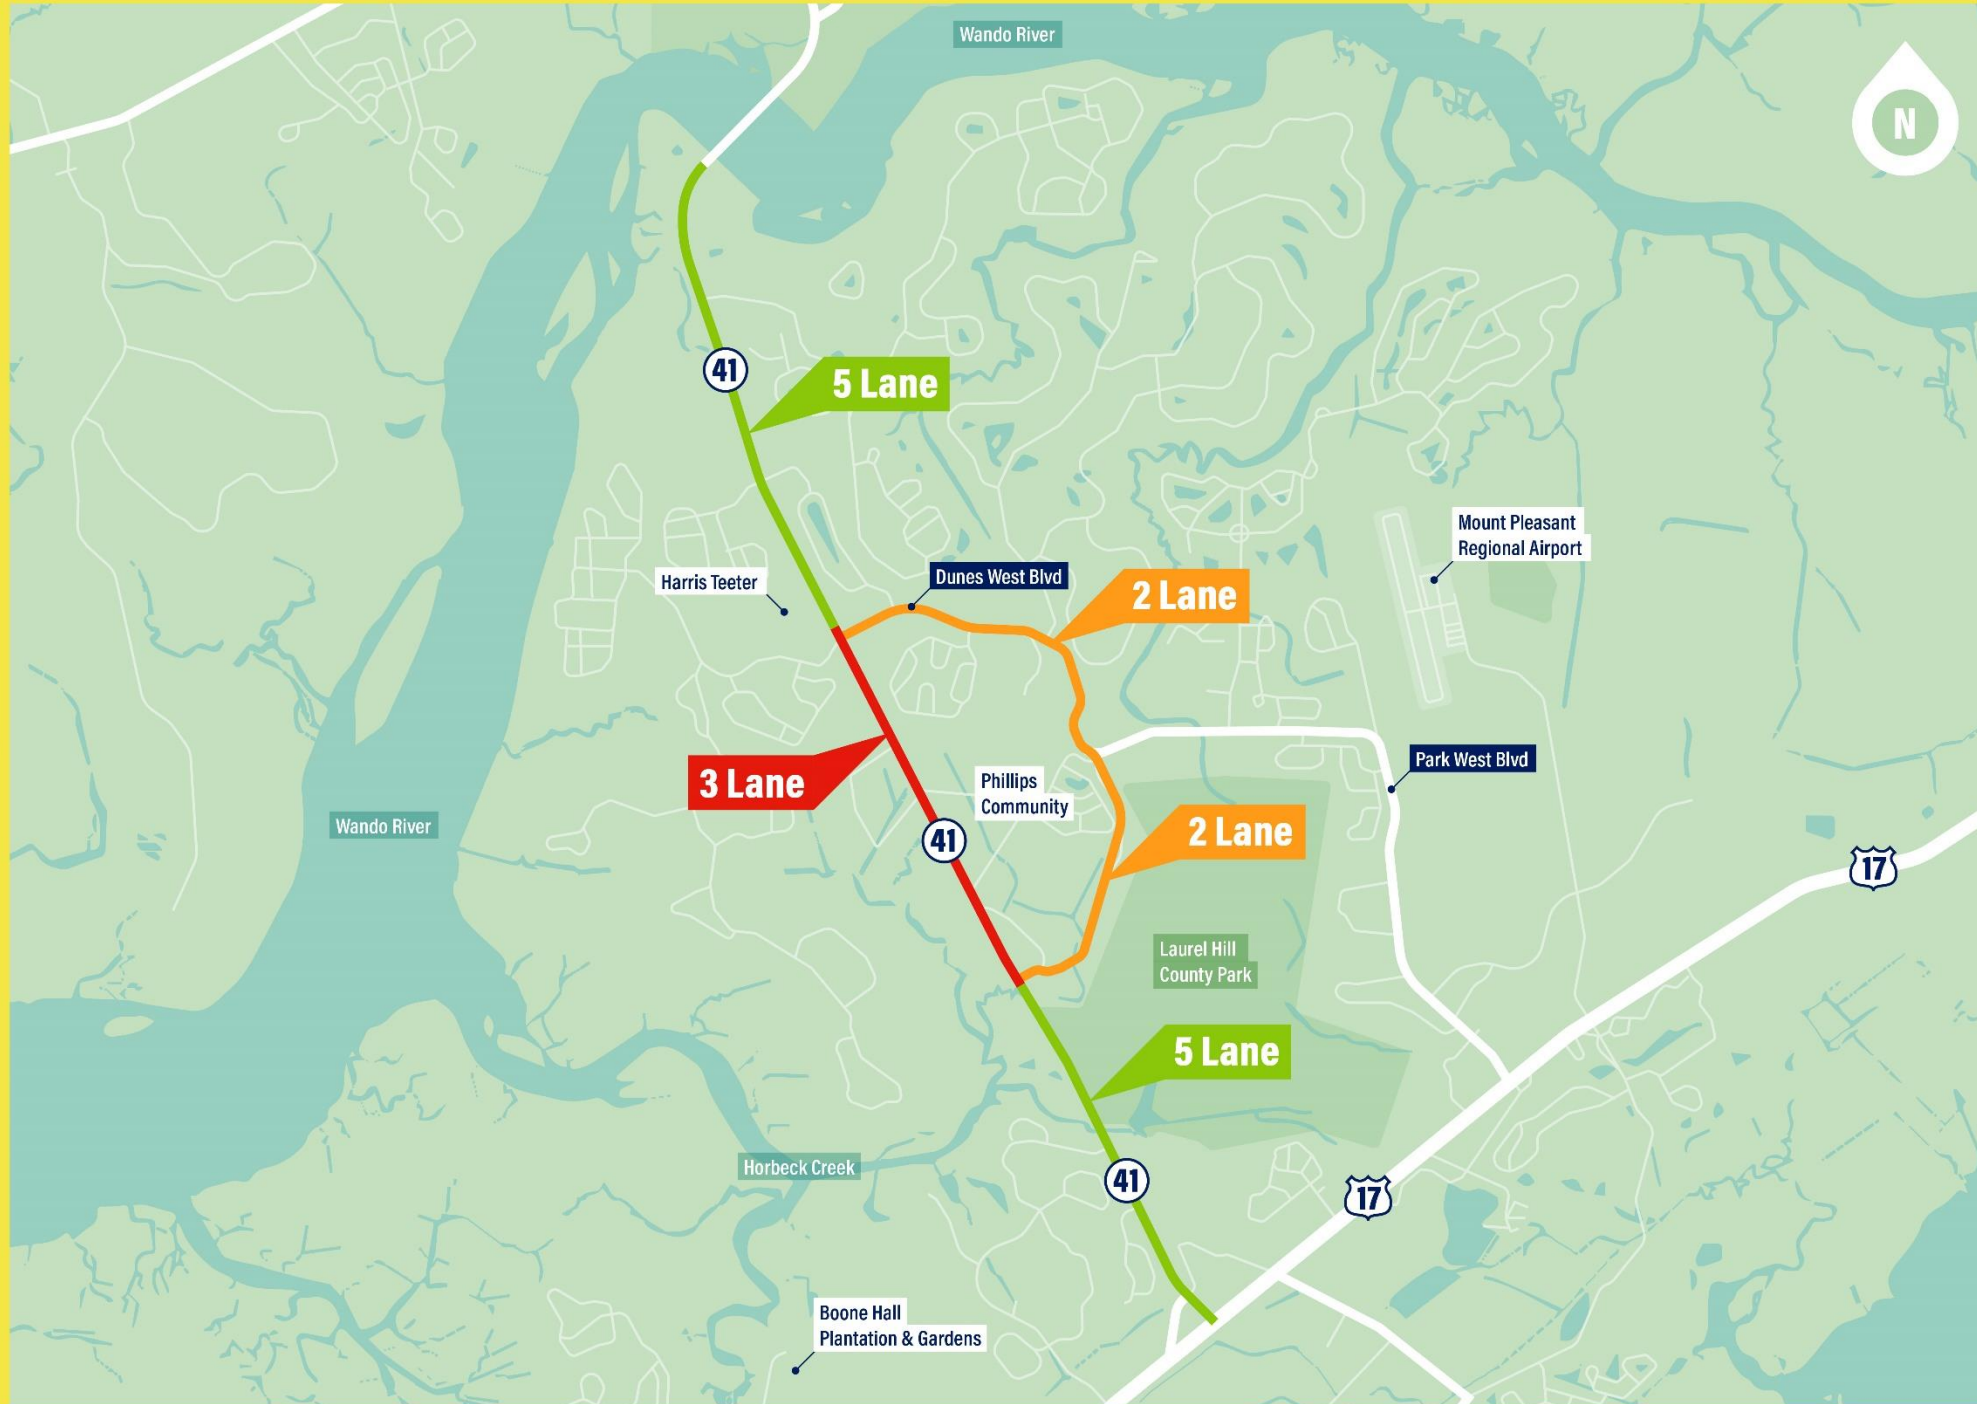 Wando River
N
41
5 Lane
Mount Pleasant
Regional Airport
Harris Teeter
Dunes West Blvd
2 Lane
3 Lane
Phillips
Community
Park West Blvd
Wando River
41
2 Lane
17
Laurel Hill
County Park
5 Lane
Horbeck Creek
41
17
Boone Hall
Plantation & Gardens